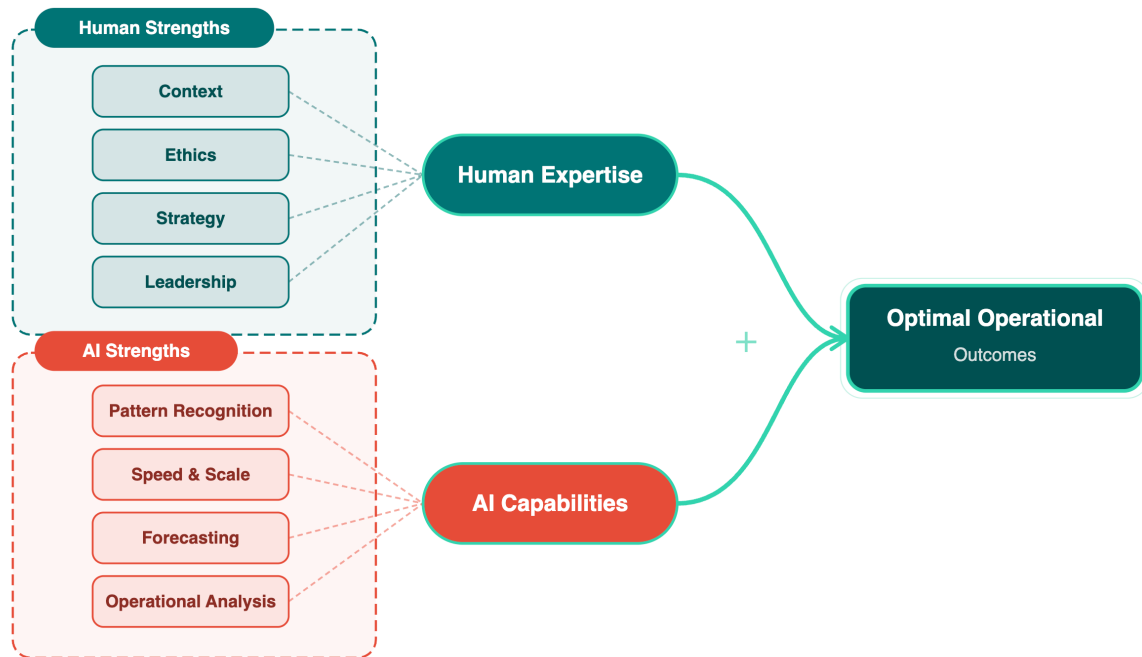 Human Strengths
Context
Ethics
Strategy
Leadership
Human Expertise
AI Strengths
Pattern Recognition
Speed & Scale
Forecasting
Operational Analysis
AI Capabilities
+
Optimal Operational
Outcomes